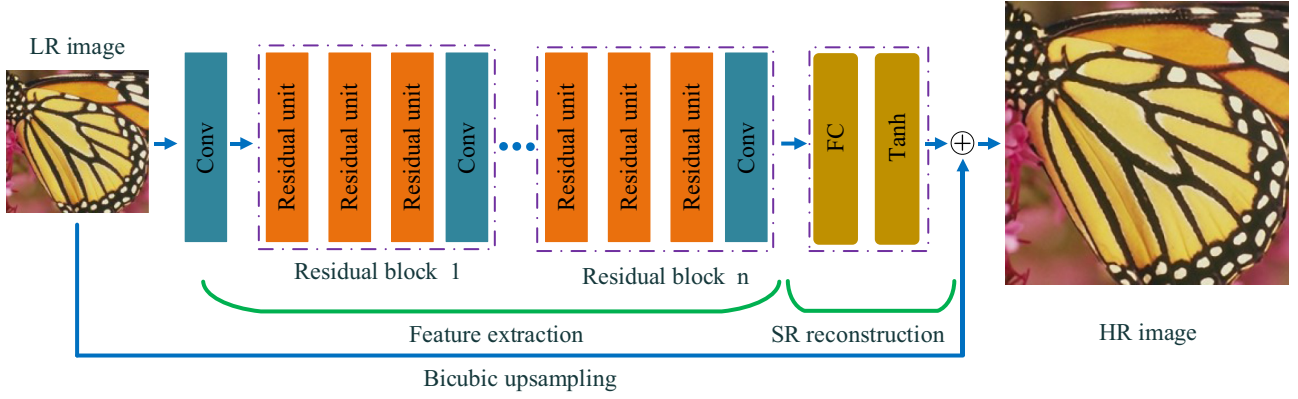 LR image
Conv
Residual unit
Residual unit
Residual unit
Conv
Residual unit
Residual unit
Residual unit
Conv
FC
Tanh
Residual block 1
Residual block n
Feature extraction
SR reconstruction
HR image
Bicubic upsampling